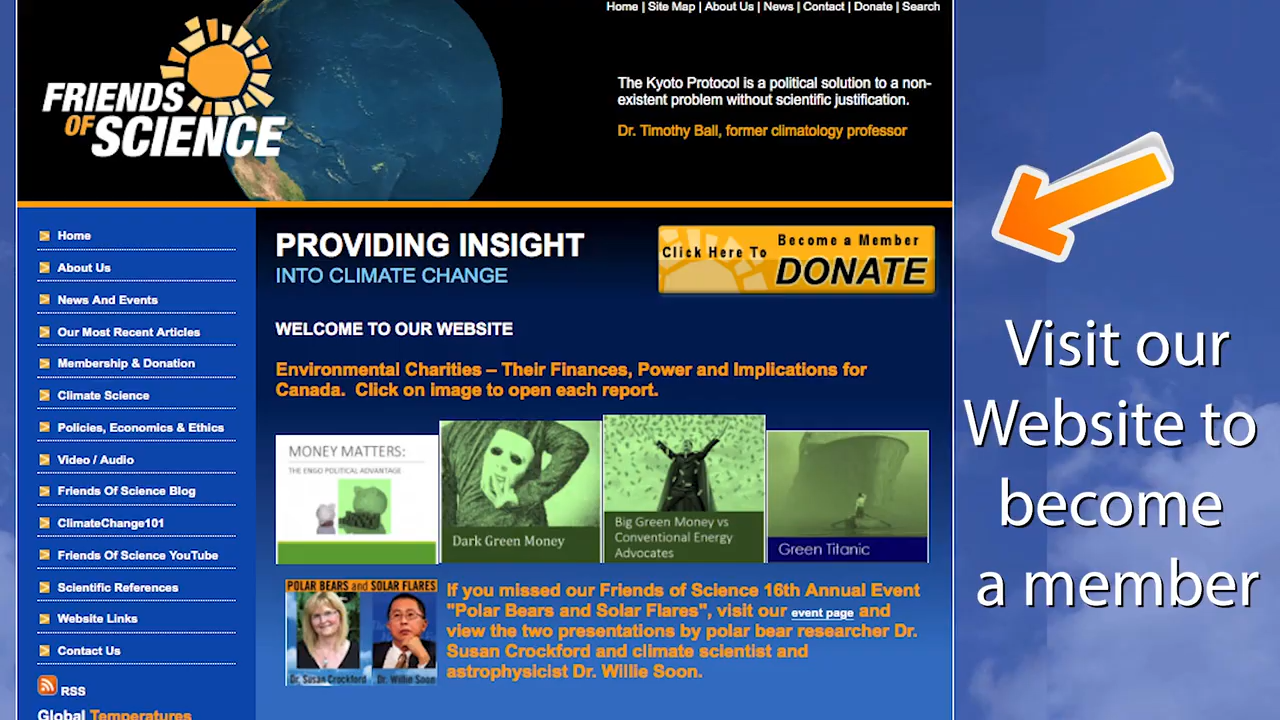 Home | Site Map | About Us | News | Contact | Donate | Search
FRIENDS
OF SCIENCE
The Kyoto Protocol is a political solution to a non-
existent problem without scientific justification.
Dr. Timothy Ball, former climatology professor
Home
About Us
News And Events
Our Most Recent Articles
Membership & Donation
Climate Science
Policies, Economics & Ethics
Video / Audio
Friends Of Science Blog
ClimateChange101
Friends Of Science YouTube
Scientific References
Website Links
Contact Us
RSS
Global Temperatures
PROVIDING INSIGHT
INTO CLIMATE CHANGE
Click Here To
Become a Member
DONATE
WELCOME TO OUR WEBSITE
Environmental Charities – Their Finances, Power and Implications for
Canada. Click on image to open each report.
MONEY MATTERS:
THE ENGO POLITICAL ADVANTAGE
Dark Green Money
Big Green Money vs
Conventional Energy
Advocates
Green Titanic
POLAR BEARS and SOLAR FLARES
Dr. Susan Crockford
Dr. Willie Soon
If you missed our Friends of Science 16th Annual Event
"Polar Bears and Solar Flares", visit our event page and
view the two presentations by polar bear researcher Dr.
Susan Crockford and climate scientist and
astrophysicist Dr. Willie Soon.
Visit our
Website to
become
a member